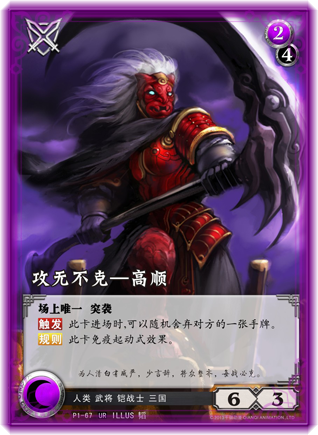 2
4
攻无不克—高顺
场上唯一 突袭
触发 此卡进场时,可以随机舍弃对方的一张手牌。
规则 此卡免疫起动式效果。
为人清白有威严，少言辞，将众整齐，每战必克。
人类 武将 铠战士 三国
P1-67 UR ILLUS 韬
6 3